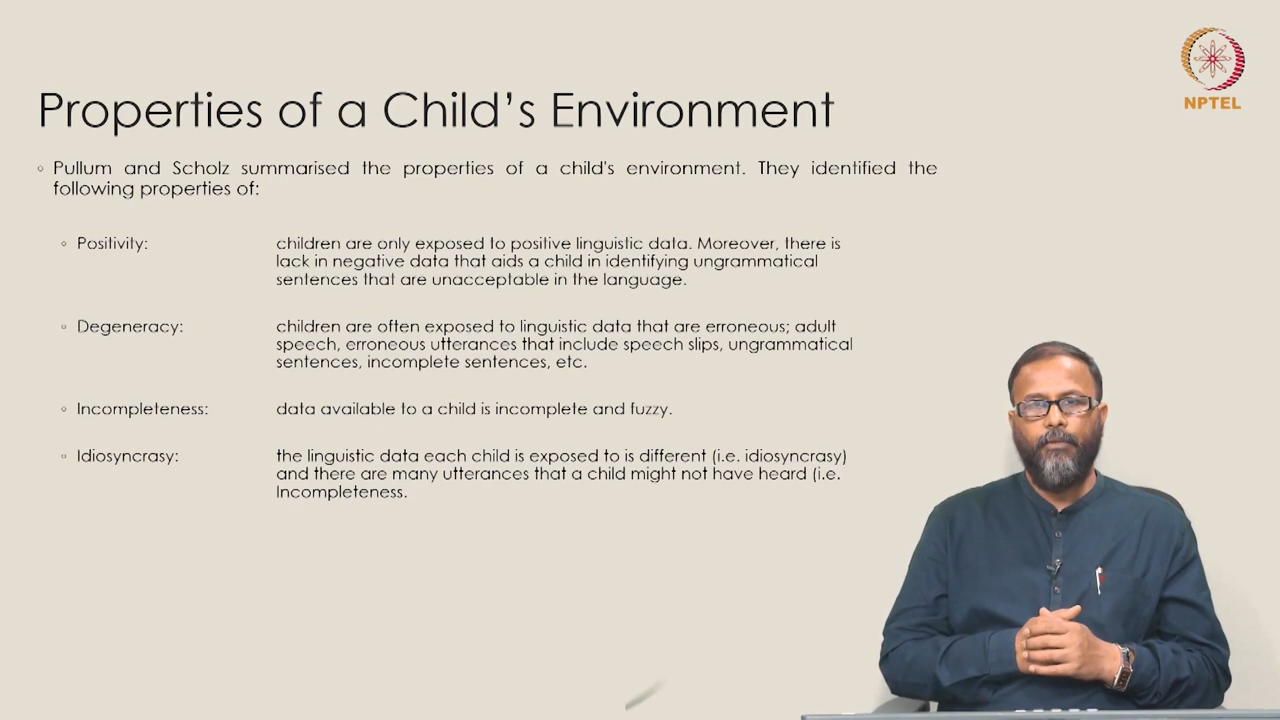 NPTEL
Properties of a Child's Environment
◦ Pullum and Scholz summarised the properties of a child's environment. They identified the
following properties of:
◦ Positivity: children are only exposed to positive linguistic data. Moreover, there is
lack in negative data that aids a child in identifying ungrammatical
sentences that are unacceptable in the language.
◦ Degeneracy: children are often exposed to linguistic data that are erroneous; adult
speech, erroneous utterances that include speech slips, ungrammatical
sentences, incomplete sentences, etc.
◦ Incompleteness: data available to a child is incomplete and fuzzy.
◦ Idiosyncrasy: the linguistic data each child is exposed to is different (i.e. idiosyncrasy)
and there are many utterances that a child might not have heard (i.e.
Incompleteness.